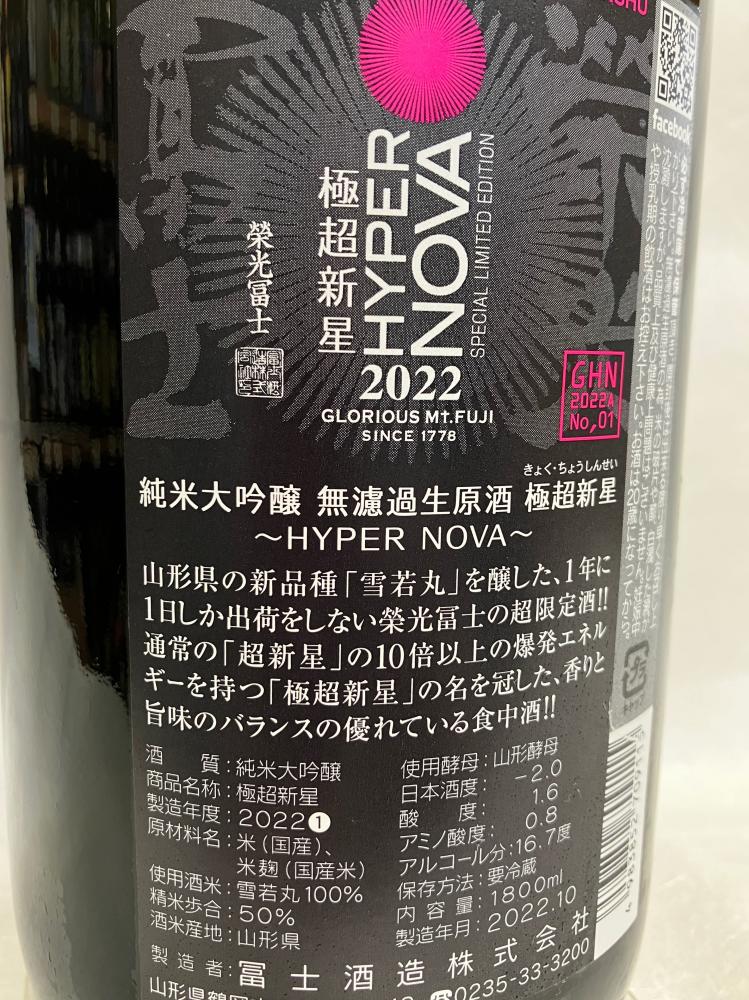 facebook
極超新星
HYPER
NOVA
SPECIAL LIMITED EDITION
榮光冨士
2022
GLORIOUS Mt.FUJI
SINCE 1778
GHN
2022A
No,01
きょく・ちょうしんせい
純米大吟醸 無濾過生原酒 極超新星
〜HYPER NOVA〜
山形県の新品種「雪若丸」を醸した、1年に
1日しか出荷をしない榮光冨士の超限定酒!!
通常の「超新星」の10倍以上の爆発エネル
ギーを持つ「極超新星」の名を冠した、香りと
旨味のバランスの優れている食中酒!!
酒 質:純米大吟醸
商品名称:極超新星
製造年度:2022❶
原材料名:米(国産)、
米麹(国産米)
使用酒米:雪若丸100%
精米歩合:50%
酒米産地:山形県
使用酵母:山形酵母
日本酒度:-2.0
酸 度:1.6
アミノ酸度:0.8
アルコール分:16.7度
保存方法:要冷蔵
内 容 量:1800ml
製造年月:2022.10
製造者:冨士酒造株式会社
0235-33-3200
キャップ